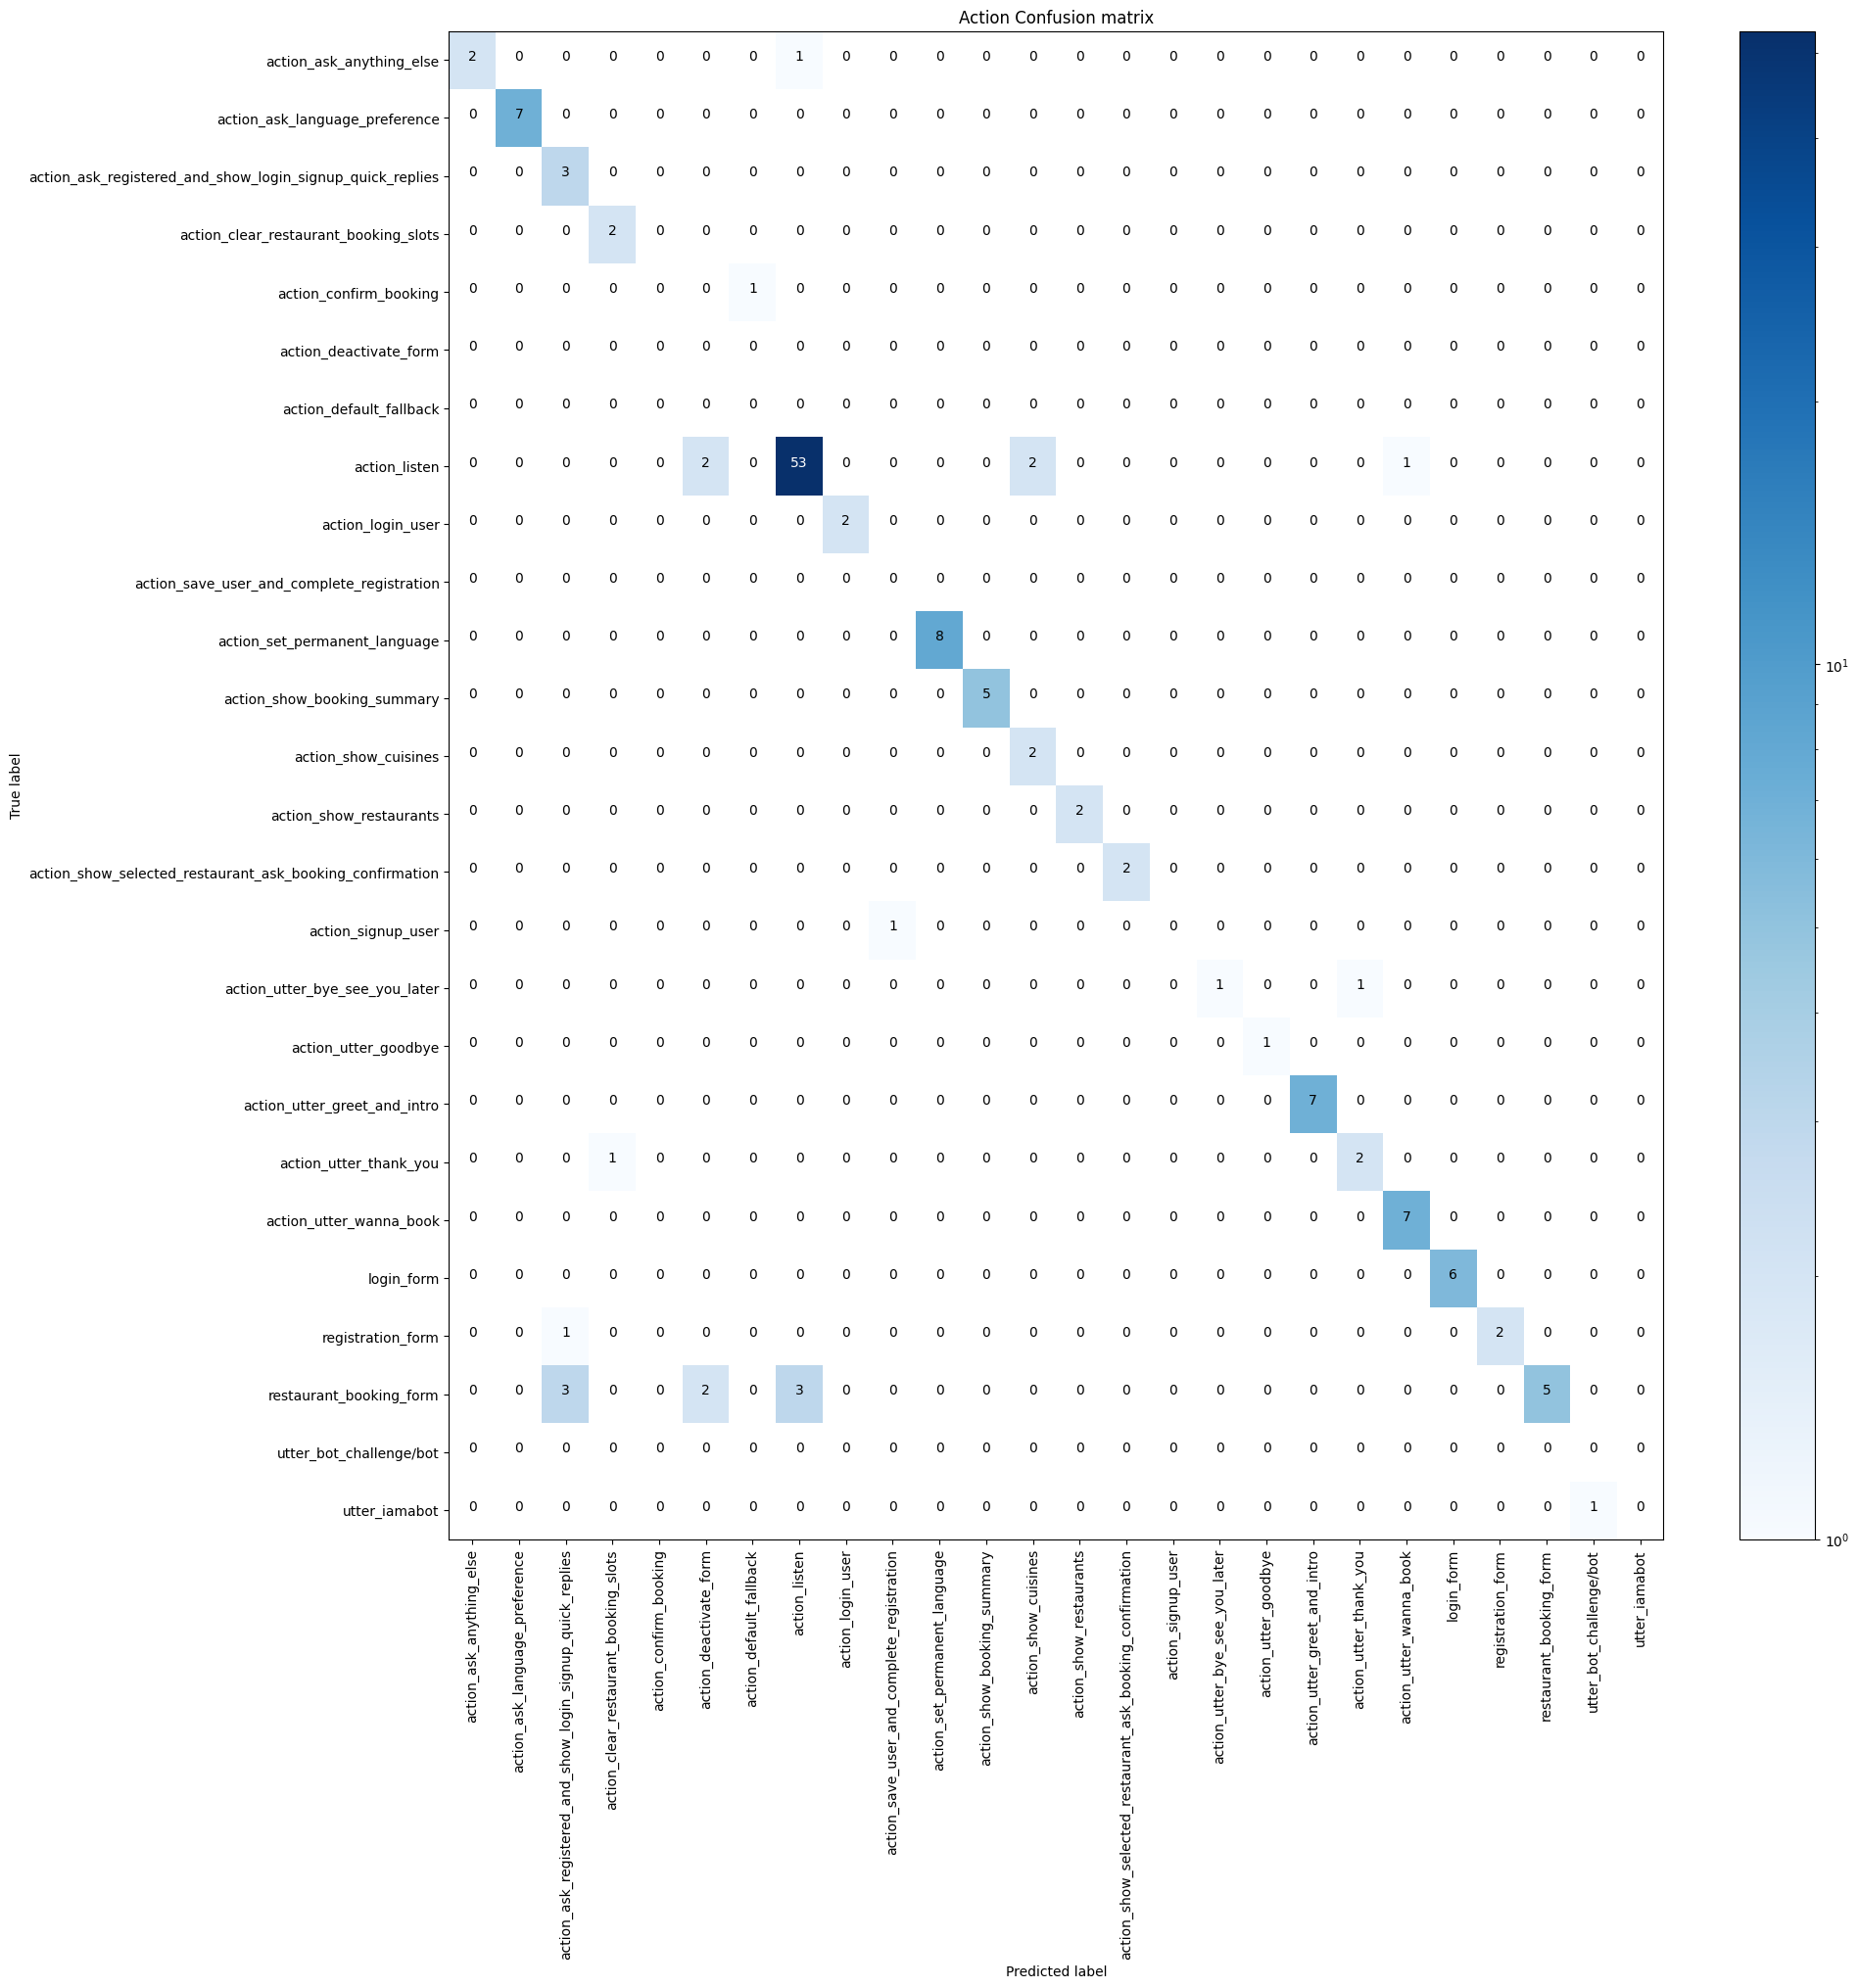 Action Confusion matrix
action_ask_anything_else 2 0 0 0 0 0 0 1 0 0 0 0 0 0 0 0 0 0 0 0 0 0 0 0 0 0
action_ask_language_preference 0 7 0 0 0 0 0 0 0 0 0 0 0 0 0 0 0 0 0 0 0 0 0 0 0 0
action_ask_registered_and_show_login_signup_quick_replies 0 0 3 0 0 0 0 0 0 0 0 0 0 0 0 0 0 0 0 0 0 0 0 0 0 0
action_clear_restaurant_booking_slots 0 0 0 2 0 0 0 0 0 0 0 0 0 0 0 0 0 0 0 0 0 0 0 0 0 0
action_confirm_booking 0 0 0 0 0 0 1 0 0 0 0 0 0 0 0 0 0 0 0 0 0 0 0 0 0 0
action_deactivate_form 0 0 0 0 0 0 0 0 0 0 0 0 0 0 0 0 0 0 0 0 0 0 0 0 0 0
action_default_fallback 0 0 0 0 0 0 0 0 0 0 0 0 0 0 0 0 0 0 0 0 0 0 0 0 0 0
action_listen 0 0 0 0 0 2 0 53 0 0 0 0 2 0 0 0 0 0 0 0 1 0 0 0 0 0
action_login_user 0 0 0 0 0 0 0 0 2 0 0 0 0 0 0 0 0 0 0 0 0 0 0 0 0 0
action_save_user_and_complete_registration 0 0 0 0 0 0 0 0 0 0 0 0 0 0 0 0 0 0 0 0 0 0 0 0 0 0
action_set_permanent_language 0 0 0 0 0 0 0 0 0 0 8 0 0 0 0 0 0 0 0 0 0 0 0 0 0 0
action_show_booking_summary 0 0 0 0 0 0 0 0 0 0 0 5 0 0 0 0 0 0 0 0 0 0 0 0 0 0
action_show_cuisines 0 0 0 0 0 0 0 0 0 0 0 0 2 0 0 0 0 0 0 0 0 0 0 0 0 0
action_show_restaurants 0 0 0 0 0 0 0 0 0 0 0 0 0 2 0 0 0 0 0 0 0 0 0 0 0 0
action_show_selected_restaurant_ask_booking_confirmation 0 0 0 0 0 0 0 0 0 0 0 0 0 0 2 0 0 0 0 0 0 0 0 0 0 0
action_signup_user 0 0 0 0 0 0 0 0 0 1 0 0 0 0 0 0 0 0 0 0 0 0 0 0 0 0
action_utter_bye_see_you_later 0 0 0 0 0 0 0 0 0 0 0 0 0 0 0 0 1 0 0 1 0 0 0 0 0 0
action_utter_goodbye 0 0 0 0 0 0 0 0 0 0 0 0 0 0 0 0 0 1 0 0 0 0 0 0 0 0
action_utter_greet_and_intro 0 0 0 0 0 0 0 0 0 0 0 0 0 0 0 0 0 0 7 0 0 0 0 0 0 0
action_utter_thank_you 0 0 0 1 0 0 0 0 0 0 0 0 0 0 0 0 0 0 0 2 0 0 0 0 0 0
action_utter_wanna_book 0 0 0 0 0 0 0 0 0 0 0 0 0 0 0 0 0 0 0 0 7 0 0 0 0 0
login_form 0 0 0 0 0 0 0 0 0 0 0 0 0 0 0 0 0 0 0 0 0 6 0 0 0 0
registration_form 0 0 1 0 0 0 0 0 0 0 0 0 0 0 0 0 0 0 0 0 0 0 2 0 0 0
restaurant_booking_form 0 0 3 0 0 2 0 3 0 0 0 0 0 0 0 0 0 0 0 0 0 0 0 5 0 0
utter_bot_challenge/bot 0 0 0 0 0 0 0 0 0 0 0 0 0 0 0 0 0 0 0 0 0 0 0 0 0 0
utter_iamabot 0 0 0 0 0 0 0 0 0 0 0 0 0 0 0 0 0 0 0 0 0 0 0 0 1 0
True label
action_ask_anything_else
action_ask_language_preference
action_ask_registered_and_show_login_signup_quick_replies
action_clear_restaurant_booking_slots
action_confirm_booking
action_deactivate_form
action_default_fallback
action_listen
action_login_user
action_save_user_and_complete_registration
action_set_permanent_language
action_show_booking_summary
action_show_cuisines
action_show_restaurants
action_show_selected_restaurant_ask_booking_confirmation
action_signup_user
action_utter_bye_see_you_later
action_utter_goodbye
action_utter_greet_and_intro
action_utter_thank_you
action_utter_wanna_book
login_form
registration_form
restaurant_booking_form
utter_bot_challenge/bot
utter_iamabot
Predicted label
10¹
10⁰